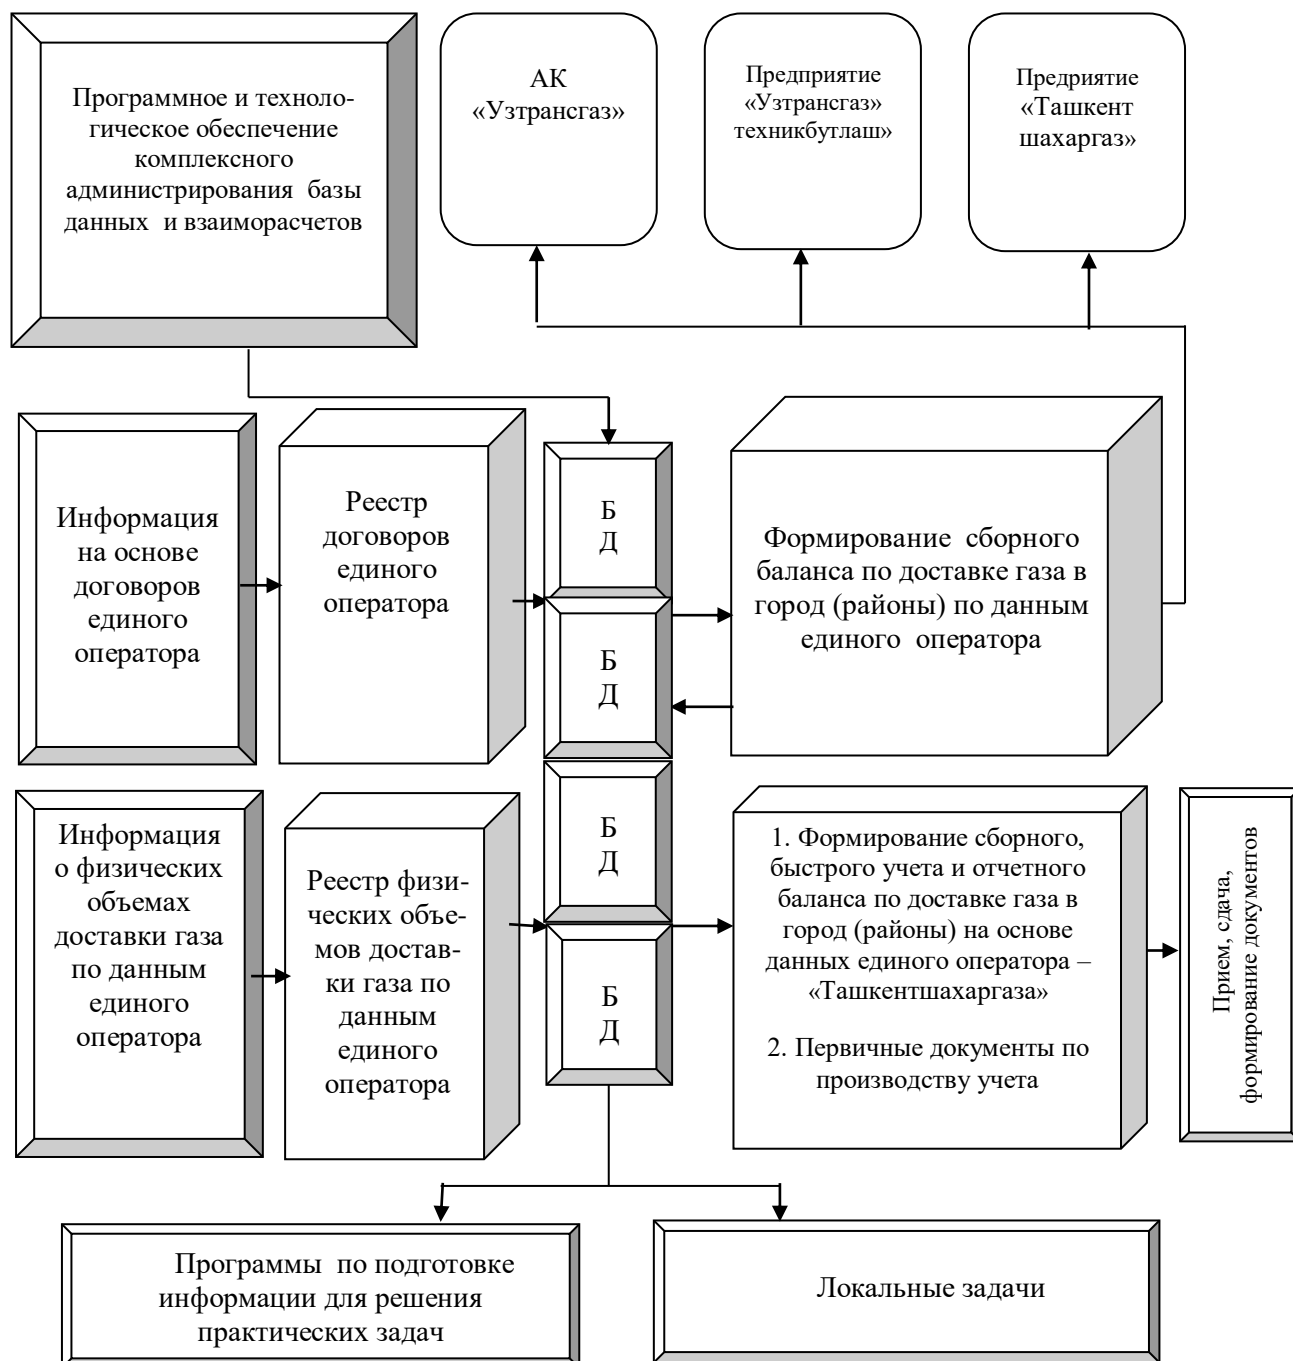 Программное и техноло-
гическое обеспечение
комплексного
администрирования базы
данных и взаиморасчетов
АК
«Узтрансгаз»
Предприятие
«Узтрансгаз»
техникбутлаш»
Предриятие
«Ташкент
шахаргаз»
Информация
на основе
договоров
единого
оператора
Реестр
договоров
единого
оператора
Б
Д
Б
Д
Формирование сборного
баланса по доставке газа в
город (районы) по данным
единого оператора
Информация
о физических
объемах
доставки газа
по данным
единого
оператора
Реестр физи-
ческих объе-
мов достав-
ки газа по
данным
единого
оператора
Б
Д
Б
Д
1. Формирование сборного,
быстрого учета и отчетного
баланса по доставке газа в
город (районы) на основе
данных единого оператора –
«Ташкентшахаргаза»
2. Первичные документы по
производству учета
Прием, сдача,
формирование документов
Программы по подготовке
информации для решения
практических задач
Локальные задачи